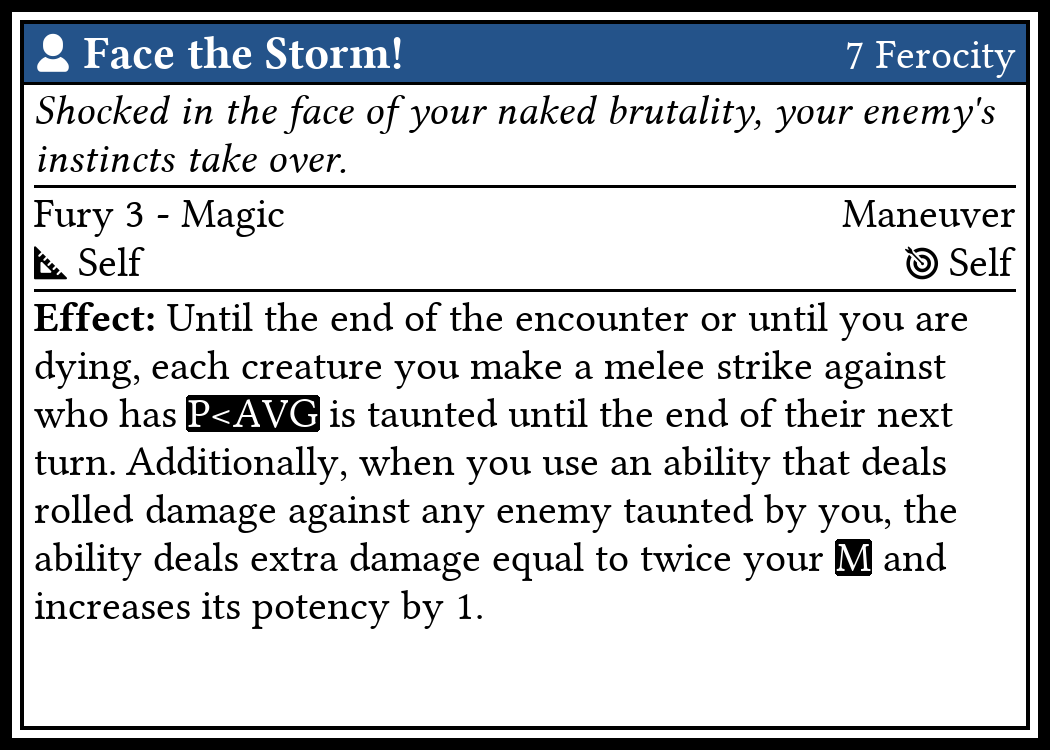 Face the Storm! 7 Ferocity
Shocked in the face of your naked brutality, your enemy's
instincts take over.
Fury 3 - Magic Maneuver
Self Self
Effect: Until the end of the encounter or until you are
dying, each creature you make a melee strike against
who has P<AVG is taunted until the end of their next
turn. Additionally, when you use an ability that deals
rolled damage against any enemy taunted by you, the
ability deals extra damage equal to twice your M and
increases its potency by 1.